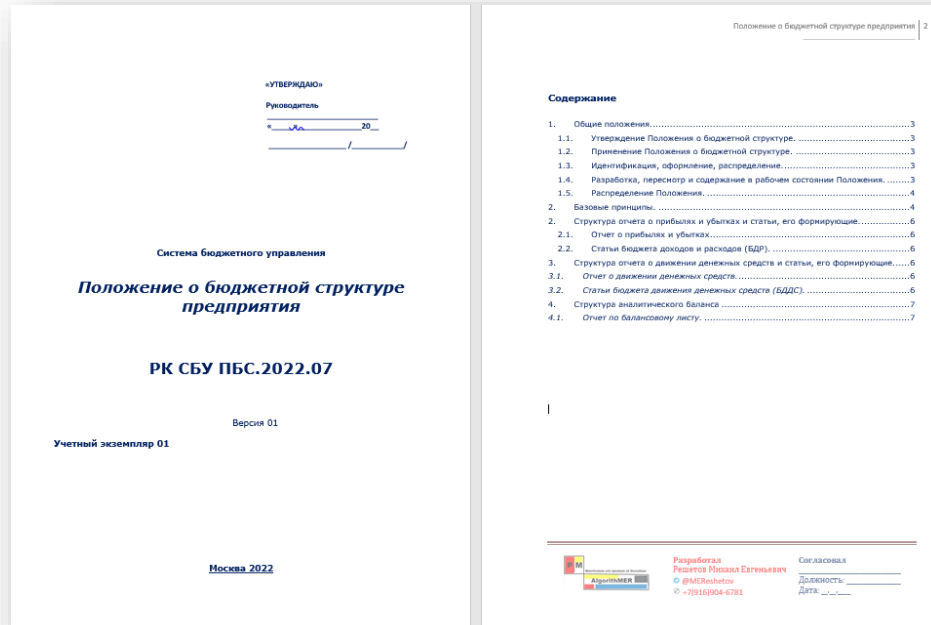 «УТВЕРЖДАЮ»
Руководитель
«____»______________20__
________________ /___________/
Система бюджетного управления
Положение о бюджетной структуре
предприятия
РК СБУ ПБС.2022.07
Версия 01
Учетный экземпляр 01
Москва 2022
Положение о бюджетной структуре предприятия 2
Содержание
1. Общие положения.....3
1.1. Утверждение Положения о бюджетной структуре. .....3
1.2. Применение Положения о бюджетной структуре. .....3
1.3. Идентификация, оформление, распределение.....3
1.4. Разработка, пересмотр и содержание в рабочем состоянии Положения. .....3
1.5. Распределение Положения. .....4
2. Базовые принципы. .....4
2. Структура отчета о прибылях и убытках и статьи, его формирующие.....6
2.1. Отчет о прибылях и убытках.....6
2.2. Статьи бюджета доходов и расходов (БДР). .....6
3. Структура отчета о движении денежных средств и статьи, его формирующие.....6
3.1. Отчет о движении денежных средств.....6
3.2. Статьи бюджета движения денежных средств (БДДС). .....6
4. Структура аналитического баланса .....7
4.1. Отчет по балансовому листу. .....7
P M
AlgorithMER
Разработал
Решетов Михаил Евгеньевич
@MEReshetov
+7(916)904-6781
Согласовал
Должность: ____________
Дата: __.__.____